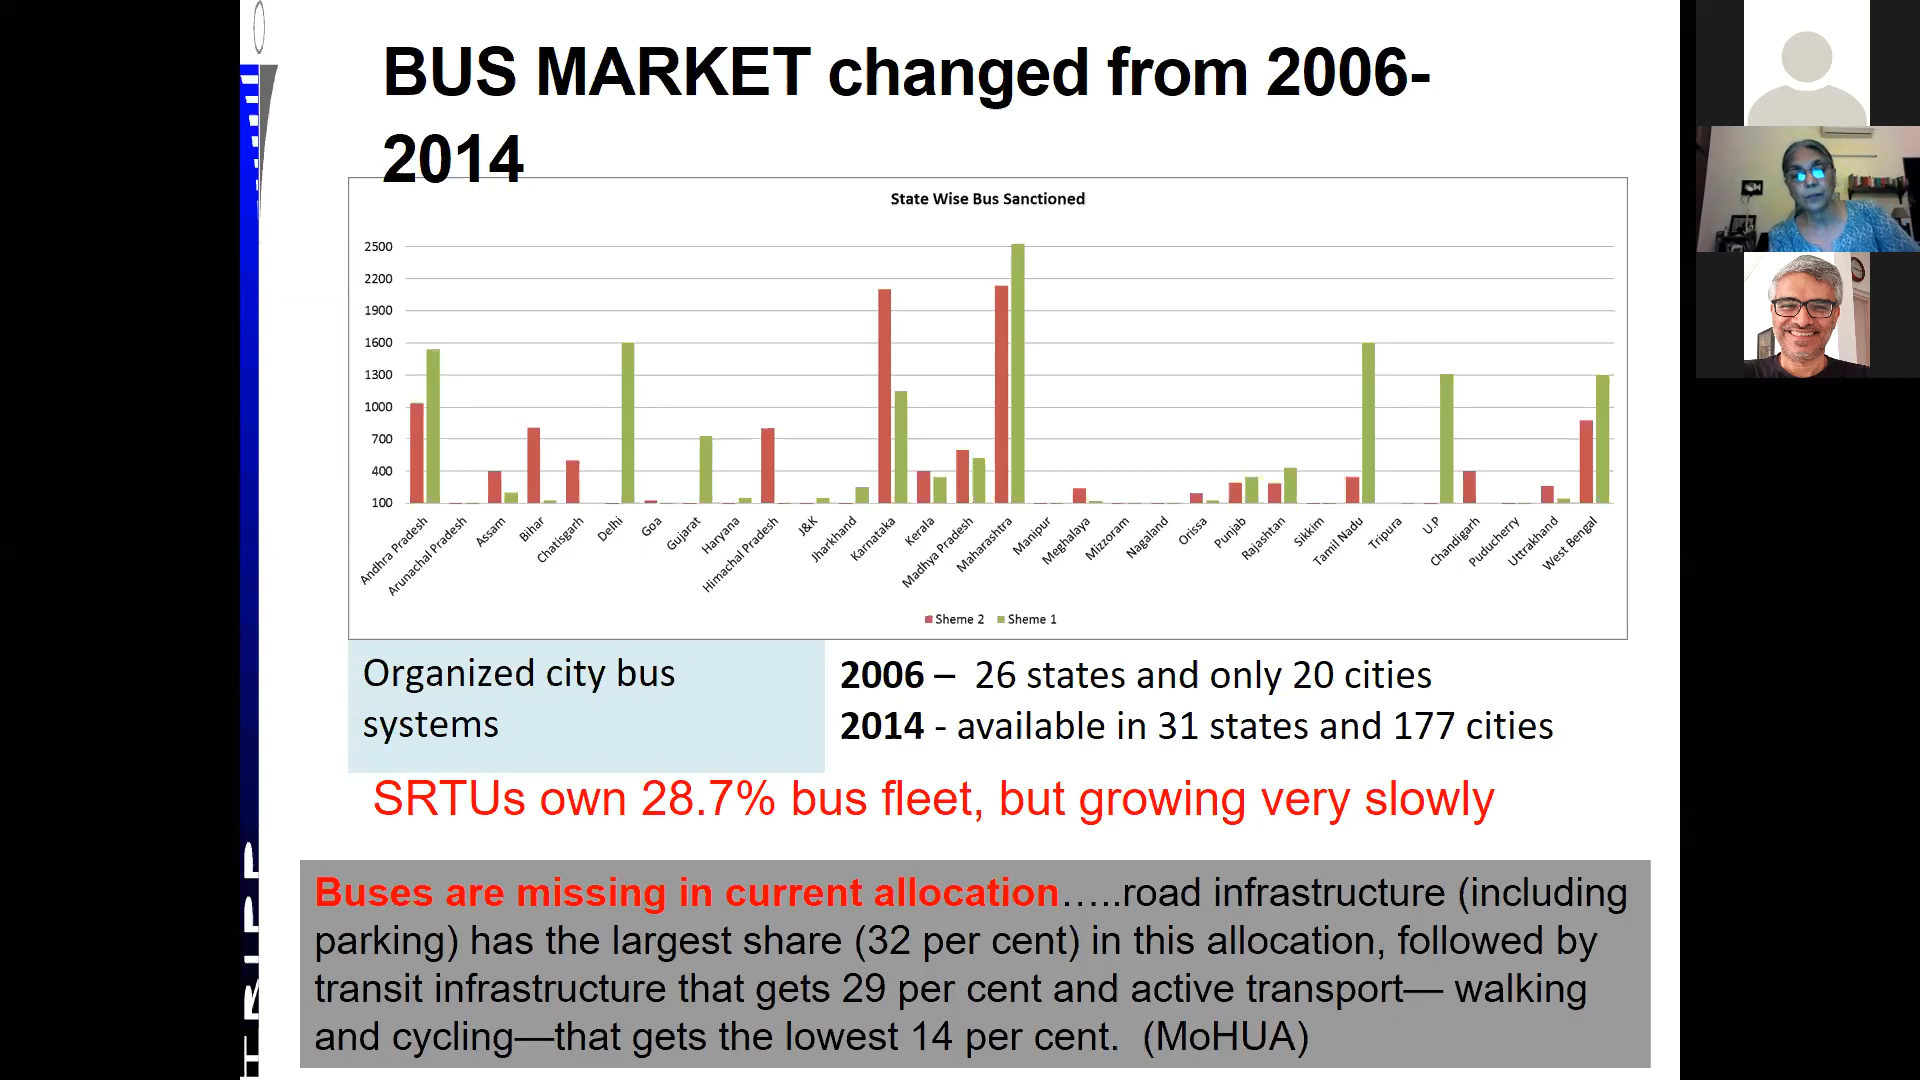 BUS MARKET changed from 2006-
2014
State Wise Bus Sanctioned
2500
2200
1900
1600
1300
1000
700
400
100
Andhra Pradesh
Arunachal Pradesh
Assam
Bihar
Chatisgarh
Delhi
Goa
Gujarat
Haryana
Himachal Pradesh
J&K
Jharkhand
Karnataka
Kerala
Madhya Pradesh
Maharashtra
Manipur
Meghalaya
Mizzoram
Nagaland
Orissa
Punjab
Rajashtan
Sikkim
Tamil Nadu
Tripura
U.P
Chandigarh
Puducherry
Uttrakhand
West Bengal
Sheme 2 Sheme 1
Organized city bus
systems
2006 – 26 states and only 20 cities
2014 - available in 31 states and 177 cities
SRTUs own 28.7% bus fleet, but growing very slowly
Buses are missing in current allocation…..road infrastructure (including
parking) has the largest share (32 per cent) in this allocation, followed by
transit infrastructure that gets 29 per cent and active transport— walking
and cycling—that gets the lowest 14 per cent. (MoHUA)